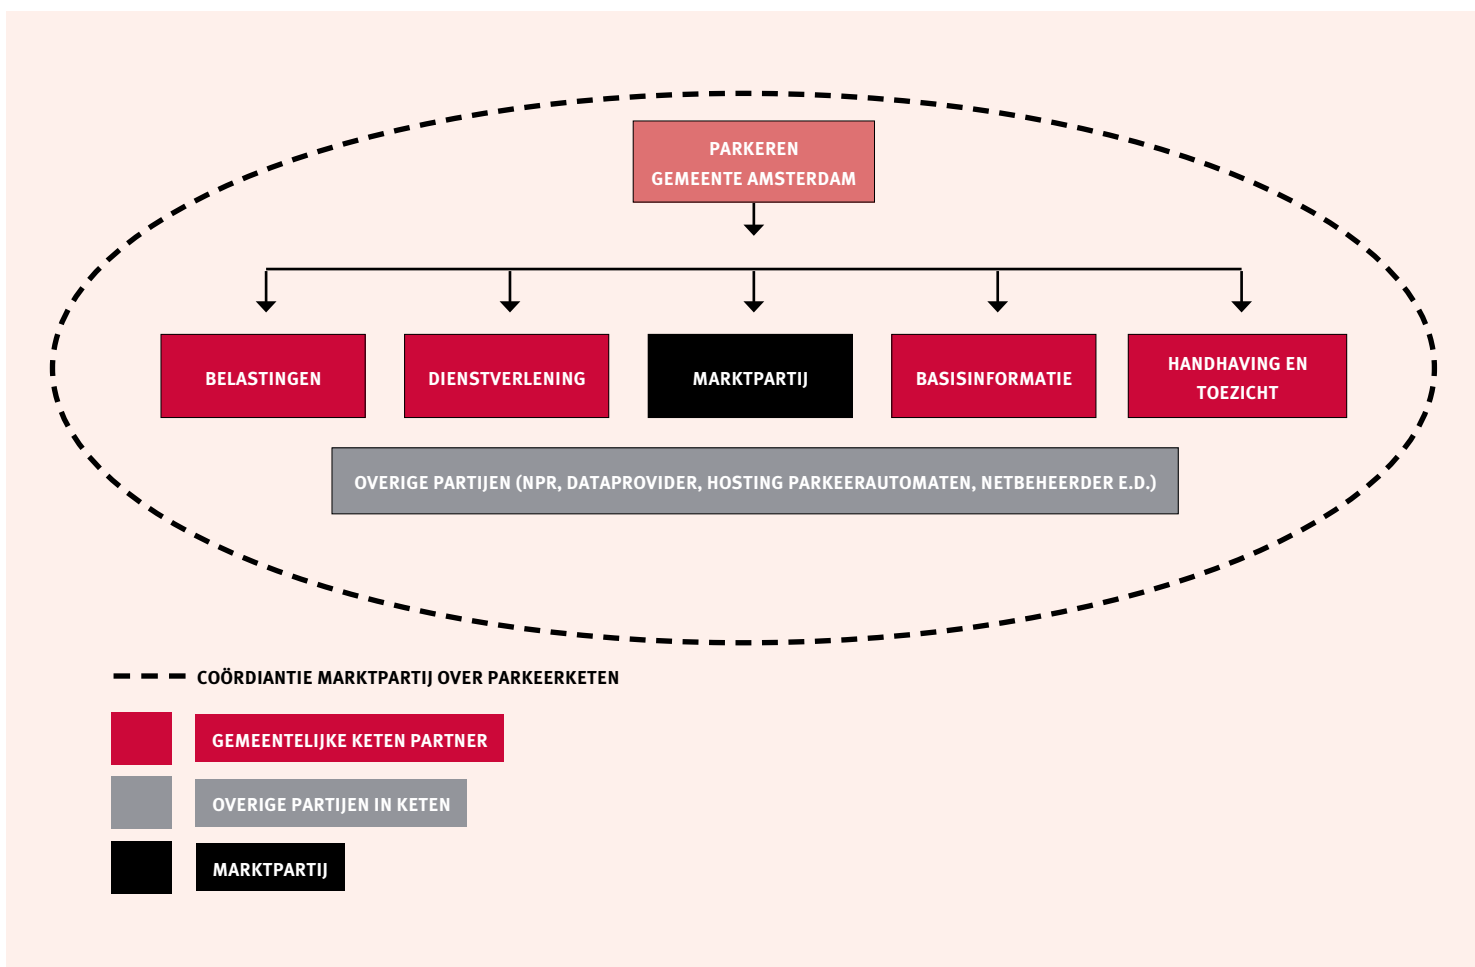 PARKEREN
GEMEENTE AMSTERDAM
BELASTINGEN
DIENSTVERLENING
MARKTPARTIJ
BASISINFORMATIE
HANDHAVING EN
TOEZICHT
OVERIGE PARTIJEN (NPR, DATAPROVIDER, HOSTING PARKEERAUTOMATEN, NETBEHEERDER E.D.)
COÖRDIANTIE MARKTPARTIJ OVER PARKEERKETEN
GEMEENTELIJKE KETEN PARTNER
OVERIGE PARTIJEN IN KETEN
MARKTPARTIJ